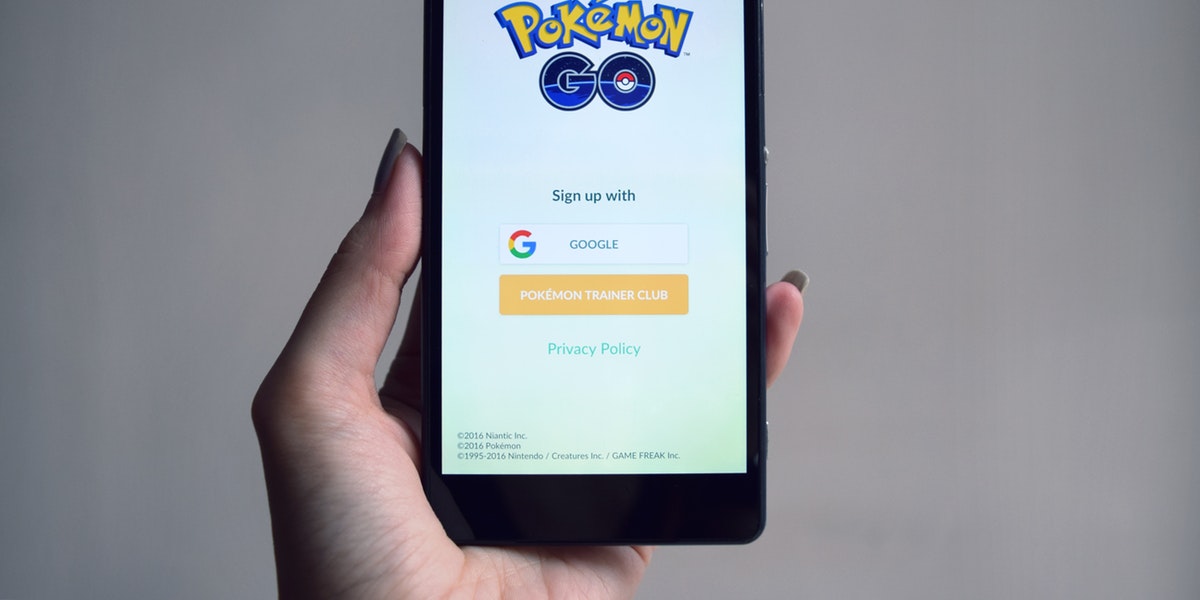 POKéMON
GO
Sign up with
GOOGLE
POKÉMON TRAINER CLUB
Privacy Policy
©2016 Niantic Inc.
©2016 Pokémon
©1995-2016 Nintendo / Creatures Inc. / GAME FREAK Inc.